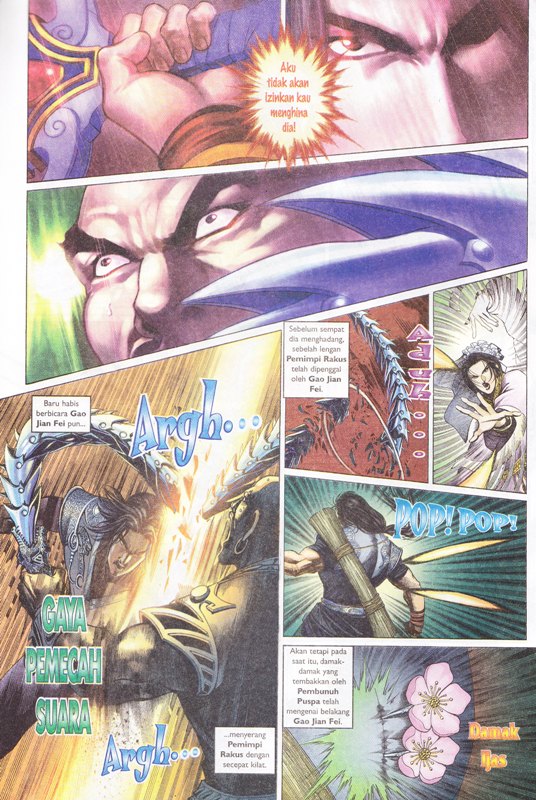 Aku
tidak akan
Izinkan kau
menghina
dia!
Baru habis
berbicara Gao
Jian Fei pun...
Argh...
GAYA
PEMECAH
SUARA
Argh...
...menyerang
Pemimpi
Rakus dengan
secepat kilat.
Sebelum sempat
dia menghadang,
sebelah lengan
Pemimpi Rakus
telah dipenggal
oleh Gao Jian
Fei.
POP! POP!
Akan tetapi pada
saat itu, damak-
damak yang
tembakkan oleh
Pembunuh
Puspa telah
mengenai belakang
Gao Jian Fei.
Damak